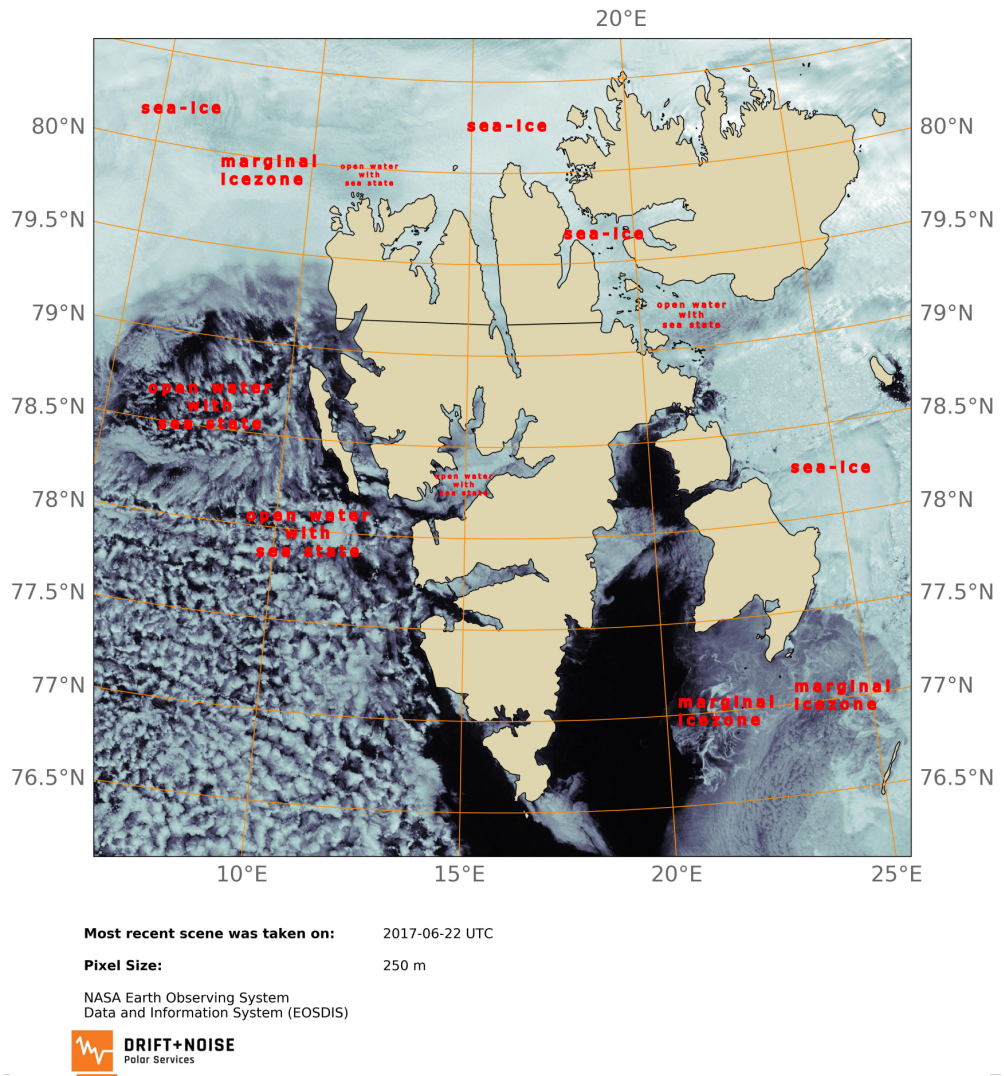 20°E
sea-ice
sea-ice
80°N
80°N
marginal
icezone
open water
with
sea state
79.5°N
79.5°N
sea-ice
79°N
79°N
open water
with
sea state
open water
with
sea state
78.5°N
78.5°N
sea-ice
open water
with
sea state
78°N
78°N
open water
with
sea state
77.5°N
77.5°N
77°N
77°N
marginal
icezone
marginal
icezone
76.5°N
76.5°N
10°E
15°E
20°E
25°E
Most recent scene was taken on: 2017-06-22 UTC
Pixel Size: 250 m
NASA Earth Observing System
Data and Information System (EOSDIS)
DRIFT+NOISE
Polar Services